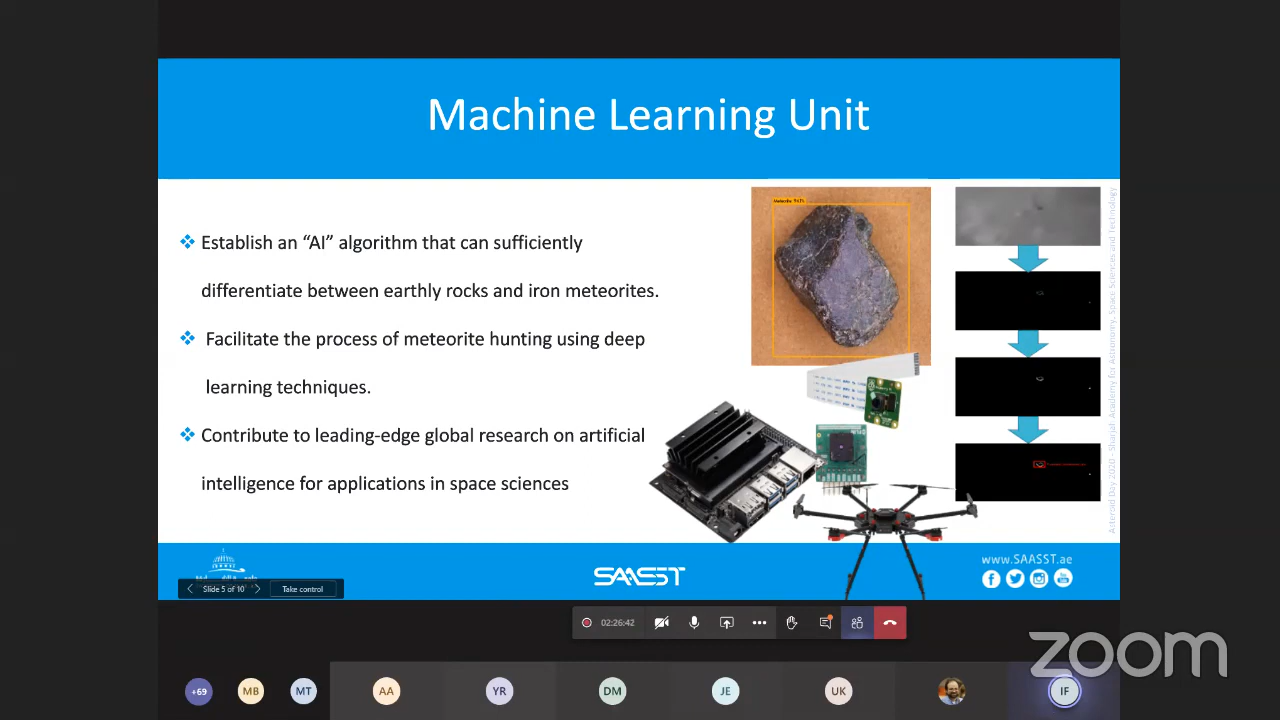 Machine Learning Unit
Establish an “AI” algorithm that can sufficiently
differentiate between earthly rocks and iron meteorites.
Facilitate the process of meteorite hunting using deep
learning techniques.
Contribute to leading-edge global research on artificial
intelligence for applications in space sciences
Asteroid Day 2020 - Sharjah Academy for Astronomy, Space Sciences and Technology
SAASST
www.SAASST.ae
Slide 5 of 10
Take control
02:26:42
zoom
+69
MB
MT
AA
YR
DM
JE
UK
IF